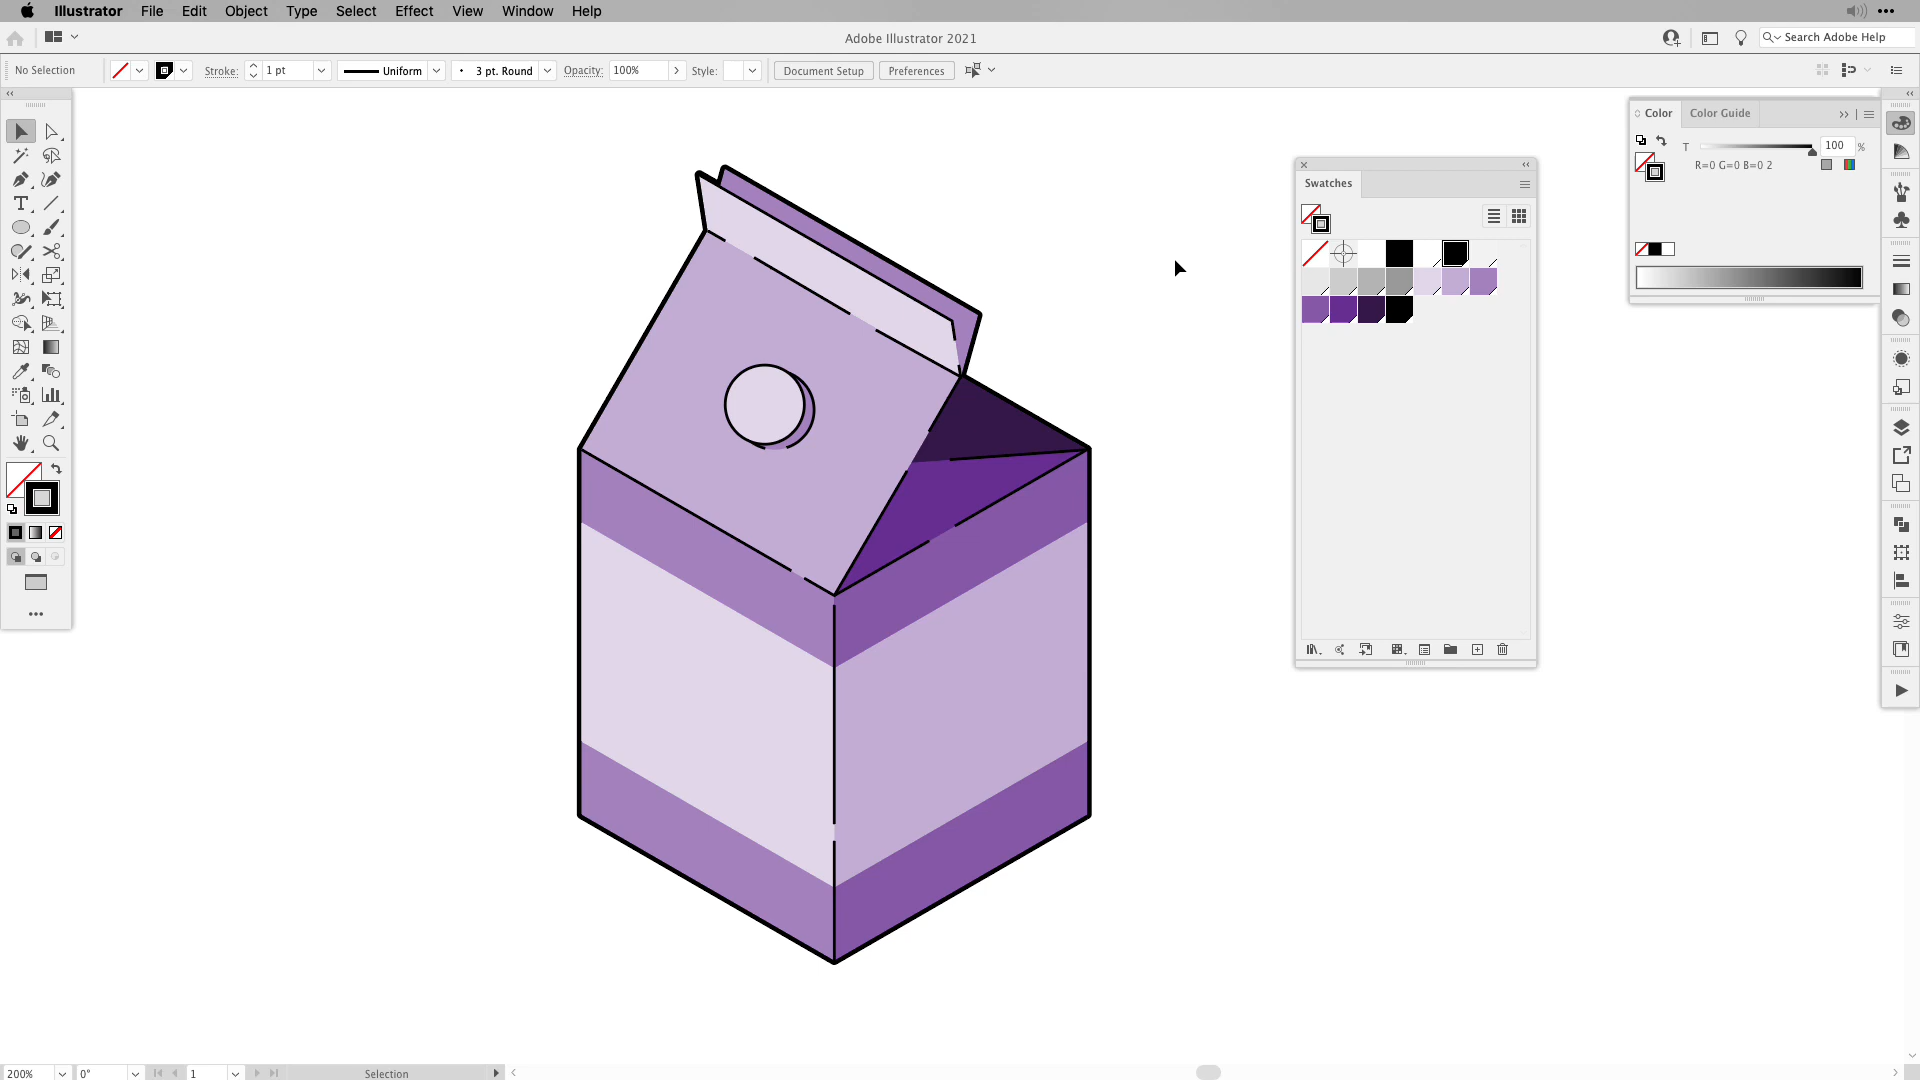 Illustrator File Edit Object Type Select Effect View Window Help
Adobe Illustrator 2021
Search Adobe Help
No Selection Stroke: 1 pt Uniform 3 pt. Round Opacity: 100% Style: Document Setup Preferences
Color Color Guide
T 100 %
R=0 G=0 B=0 2
Swatches
200% 0° 1 Selection